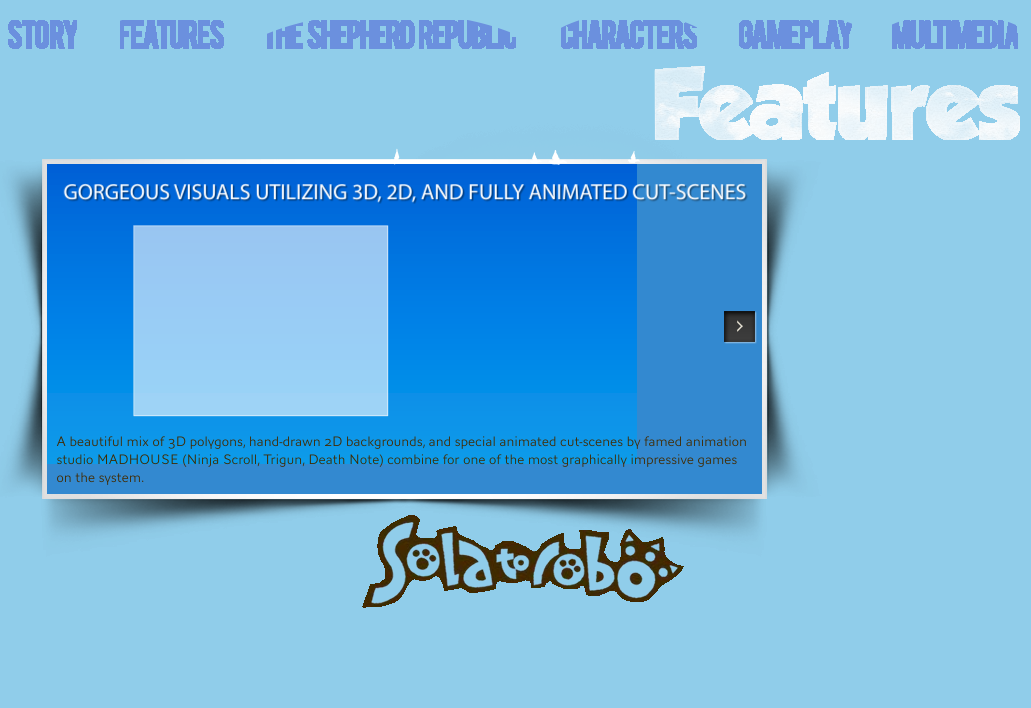 STORY FEATURES THE SHEPHERD REPUBLIC CHARACTERS GAMEPLAY MULTIMEDIA
Features
GORGEOUS VISUALS UTILIZING 3D, 2D, AND FULLY ANIMATED CUT-SCENES
A beautiful mix of 3D polygons, hand-drawn 2D backgrounds, and special animated cut-scenes by famed animation
studio MADHOUSE (Ninja Scroll, Trigun, Death Note) combine for one of the most graphically impressive games
on the system.
Solatorobo